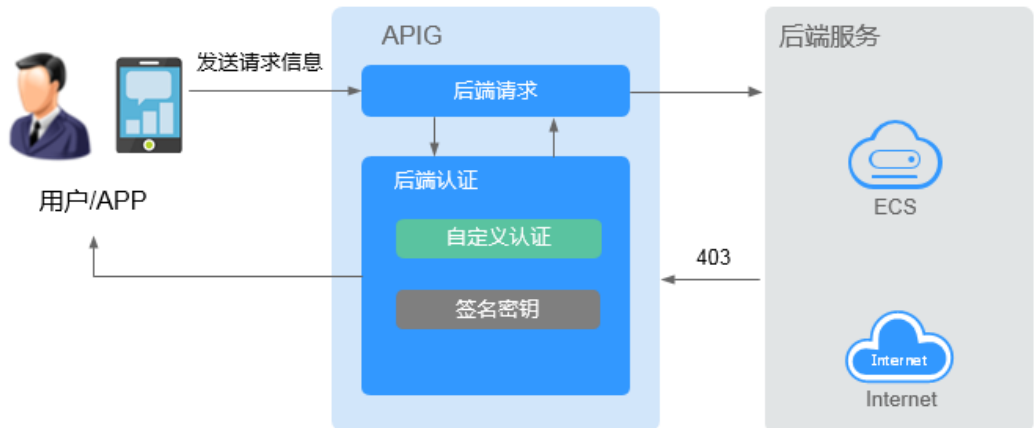 APIG
后端服务
发送请求信息
后端请求
用户/APP
后端认证
自定义认证
签名密钥
403
ECS
Internet
Internet